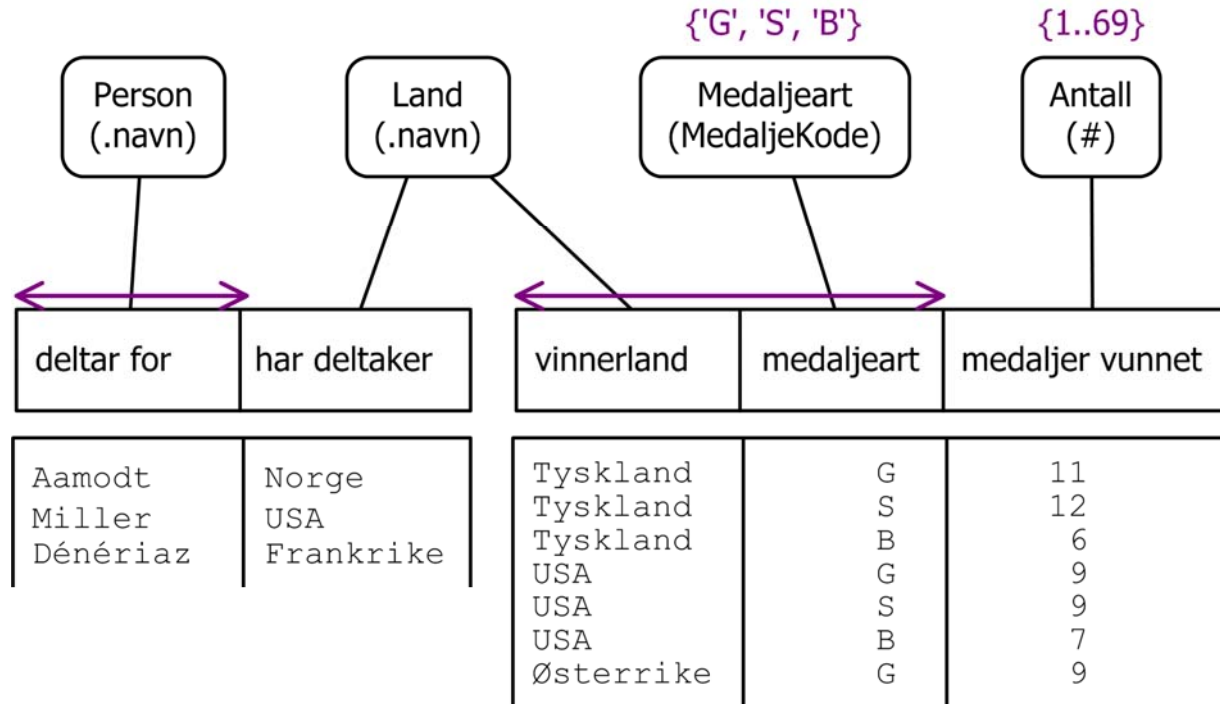 {'G', 'S', 'B'} {1..69}
Person Land Medaljeart Antall
(.navn) (.navn) (MedaljeKode) (#)
deltar for har deltaker vinnerland medaljeart medaljer vunnet
Aamodt Norge Tyskland G 11
Miller USA Tyskland S 12
Dénériaz Frankrike Tyskland B 6
USA G 9
USA S 9
USA B 7
Østerrike G 9